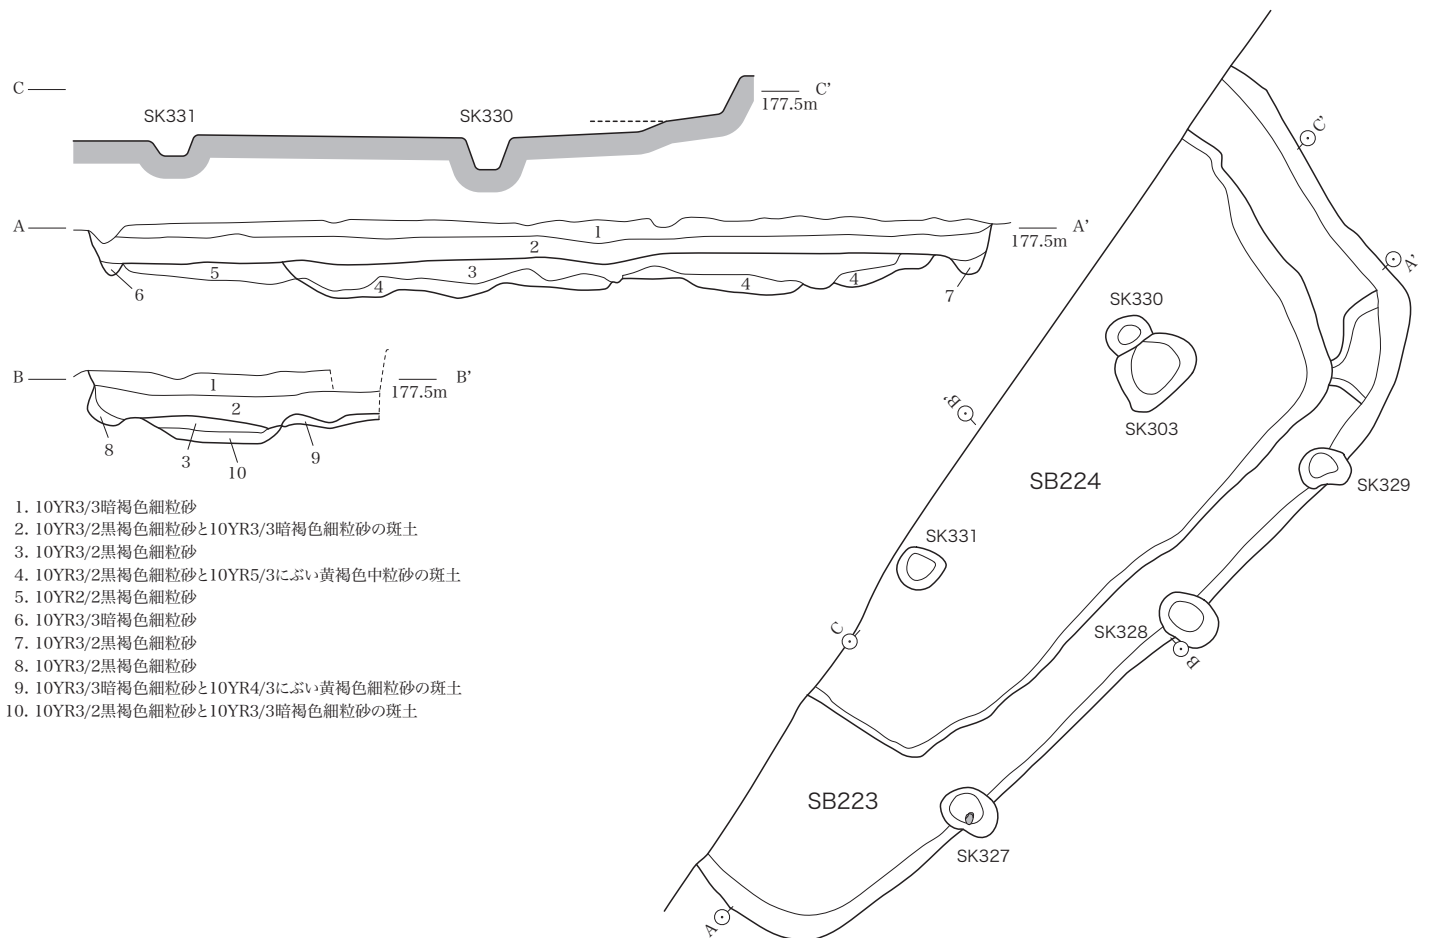 C
C’
177.5m
SK331
SK330
A
A’
177.5m
1
2
5
3
4
4
4
6
7
B
B’
177.5m
1
2
8
3
10
9
1. 10YR3/3暗褐色細粒砂
2. 10YR3/2黒褐色細粒砂と10YR3/3暗褐色細粒砂の斑土
3. 10YR3/2黒褐色細粒砂
4. 10YR3/2黒褐色細粒砂と10YR5/3にぶい黄褐色中粒砂の斑土
5. 10YR2/2黒褐色細粒砂
6. 10YR3/3暗褐色細粒砂
7. 10YR3/2黒褐色細粒砂
8. 10YR3/2黒褐色細粒砂
9. 10YR3/3暗褐色細粒砂と10YR4/3にぶい黄褐色細粒砂の斑土
10. 10YR3/2黒褐色細粒砂と10YR3/3暗褐色細粒砂の斑土
C’
A’
SK330
B’
SK303
SB224
SK329
SK331
C
SK328
B
SB223
SK327
A